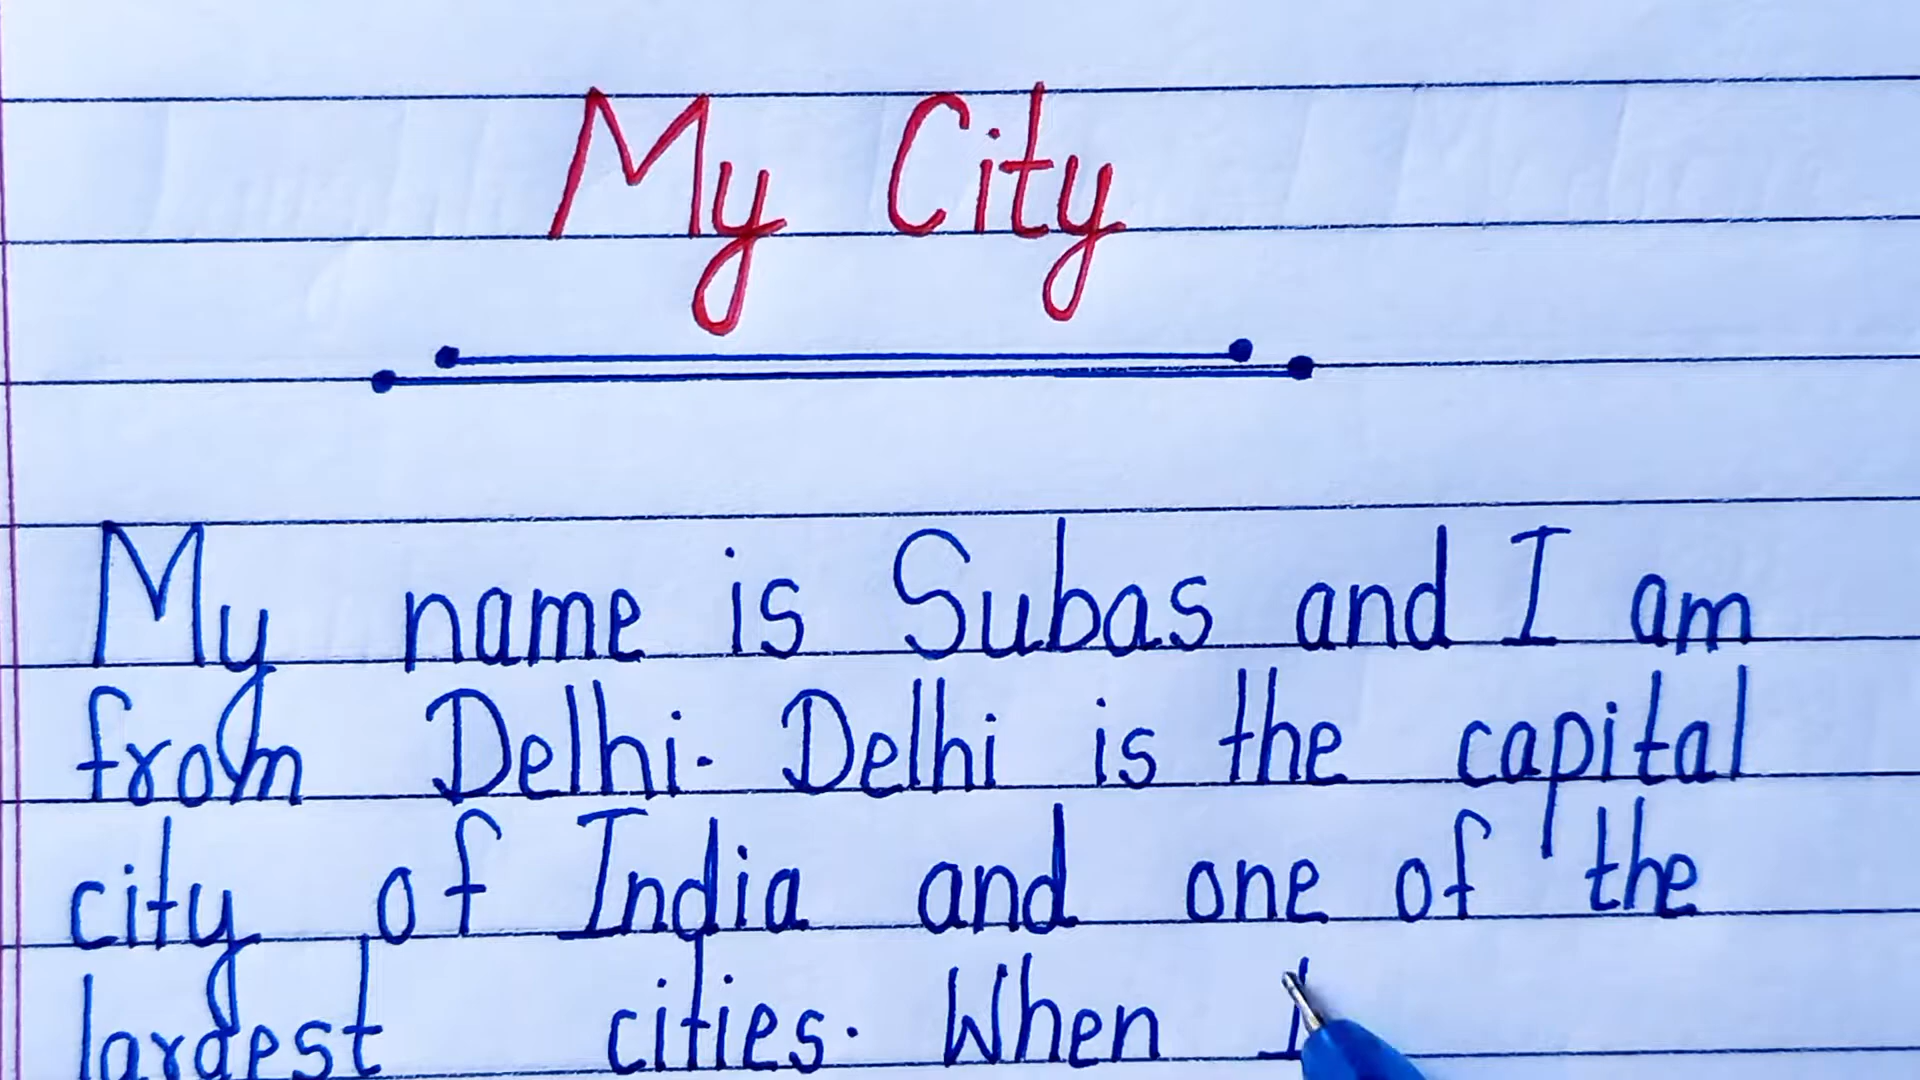 My City
My name is Subas and I am
from Delhi. Delhi is the capital
city of India and one of the
largest cities. When I